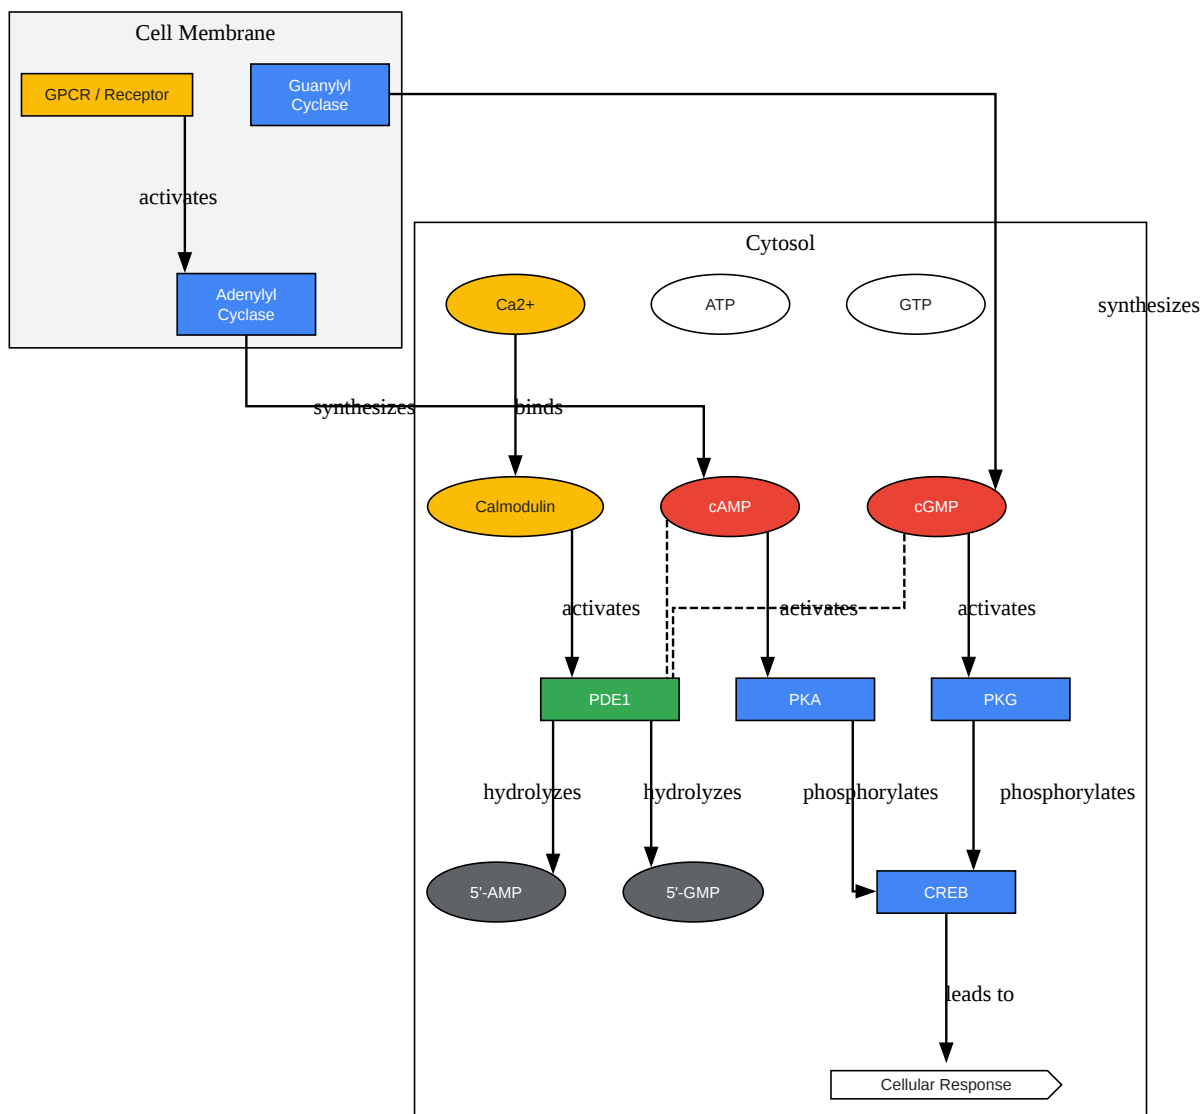 Cell Membrane
GPCR / Receptor
Guanylyl
Cyclase
activates
Adenylyl
Cyclase
Cytosol
Ca2+
ATP
GTP
synthesizes
synthesizes
binds
Calmodulin
cAMP
cGMP
activates
activates
activates
PDE1
PKA
PKG
hydrolyzes
hydrolyzes
phosphorylates
phosphorylates
5'-AMP
5'-GMP
CREB
leads to
Cellular Response